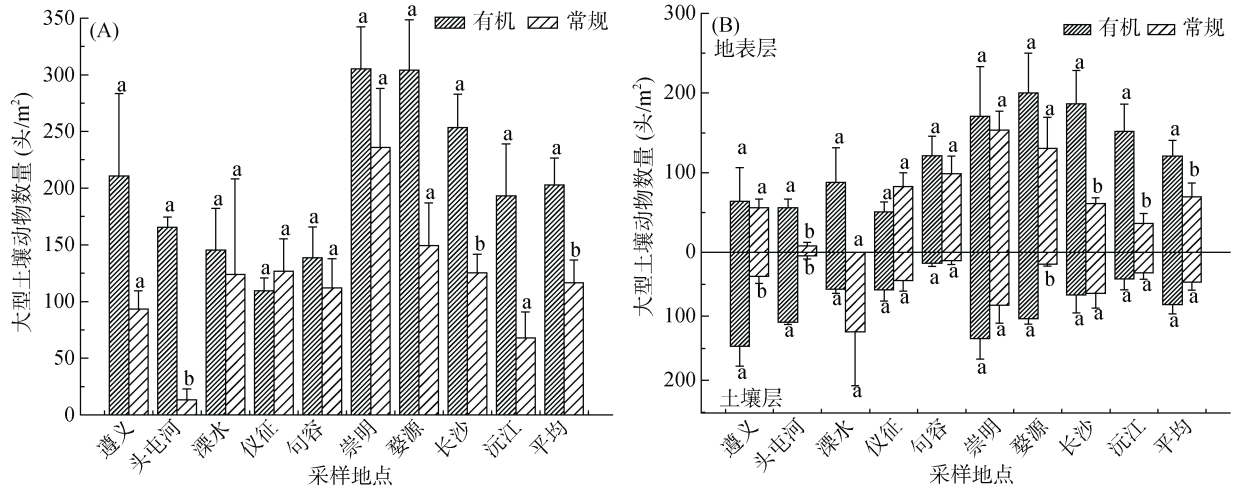 (A)
有机 常规
大型土壤动物数量 (头/m²)
350
300
250
200
150
100
50
0
a a b a a a a a a a a a a a a b a a a b
遵义 头屯河 溧水 仪征 句容 崇明 婺源 长沙 沅江 平均
采样地点
(B)
有机 常规
地表层
大型土壤动物数量 (头/m²)
300
200
100
0
100
200
a a a b a a a a a a a a a a b a b a b
a b a b a a a a a a a a a b a a a a a a
土壤层
遵义 头屯河 溧水 仪征 句容 崇明 婺源 长沙 沅江 平均
采样地点